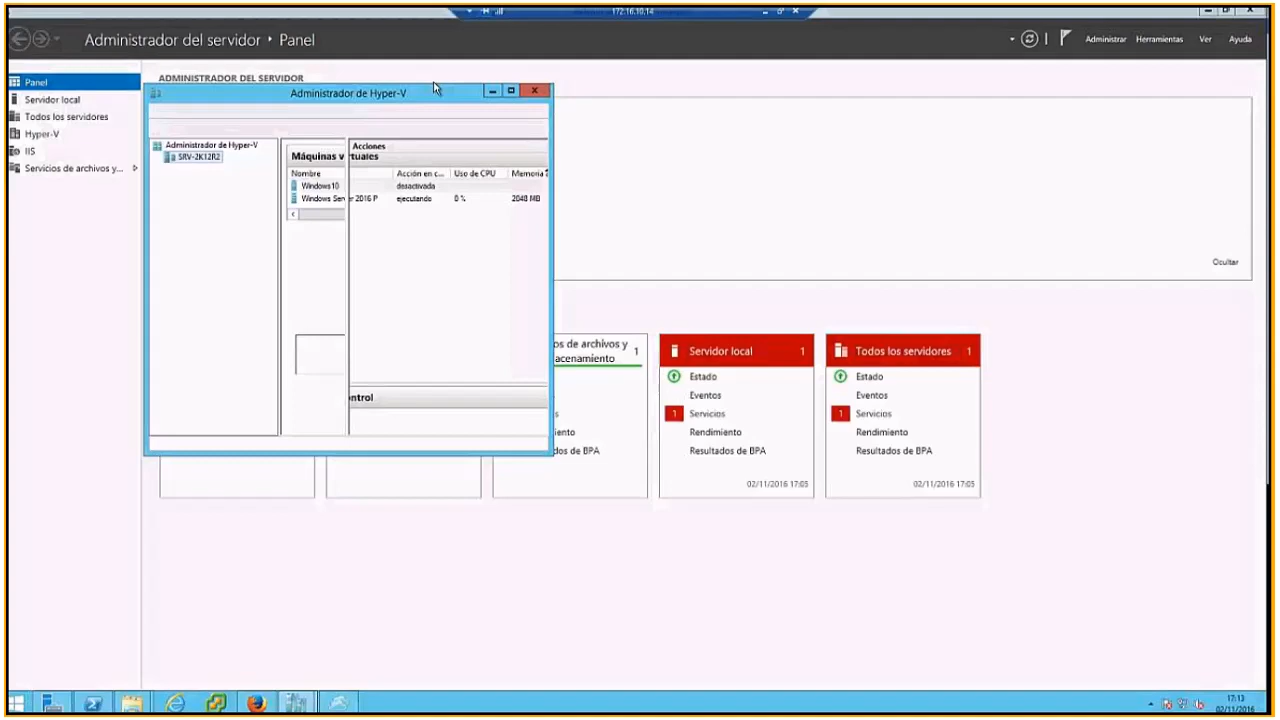 172.16.10.14
Administrador del servidor ‣ Panel
Administrar Herramientas Ver Ayuda
Panel
Servidor local
Todos los servidores
Hyper-V
IIS
Servicios de archivos y...
ADMINISTRADOR DEL SERVIDOR
Administrador de Hyper-V
Administrador de Hyper-V
SRV-2K12R2
Máquinas v
Nombre
Windows10
Windows Ser
Acciones
tuales
Acción en c... Uso de CPU Memoria
desactivada
er 2016 P ejecutando 0 % 2048 MB
ntrol
Ocultar
os de archivos y 1
acenamiento
s
iento
dos de BPA
Servidor local 1
Estado
Eventos
1 Servicios
Rendimiento
Resultados de BPA
02/11/2016 17:05
Todos los servidores 1
Estado
Eventos
1 Servicios
Rendimiento
Resultados de BPA
02/11/2016 17:05
17:13
02/11/2016